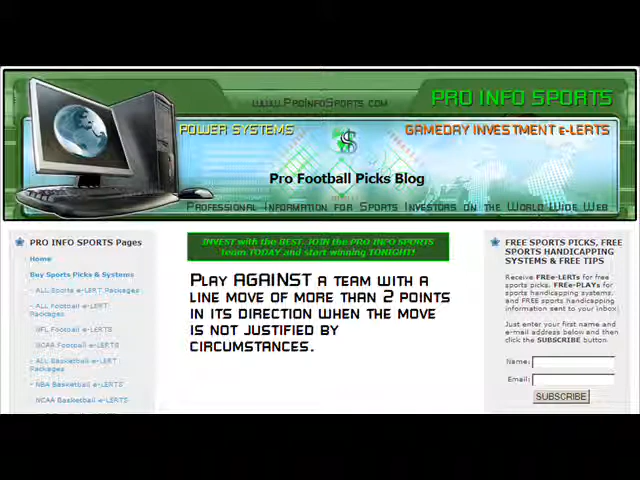 www.ProInfoSports.com
PRO INFO SPORTS
POWER SYSTEMS
GAMEDAY INVESTMENT e-LERTS
Pro Football Picks Blog
Professional Information for Sports Investors on the World Wide Web
PRO INFO SPORTS Pages
Home
Buy Sports Picks & Systems
- ALL Sports e-LERT Packages
- ALL Football e-LERT
Packages
- NFL Football e-LERTS
- NCAA Football e-LERTS
- ALL Basketball e-LERT
Packages
- NBA Basketball e-LERTS
- NCAA Basketball e-LERTS
INVEST with the BEST. JOIN the PRO INFO SPORTS
Team TODAY and start winning TONIGHT!
Play AGAINST a team with a
line move of more than 2 points
in its direction when the move
is not justified by
circumstances.
FREE SPORTS PICKS, FREE
SPORTS HANDICAPPING
SYSTEMS & FREE TIPS
Receive FREe-LERTs for free
sports picks, FREe-PLAYs for
sports handicapping systems,
and FREE sports handicapping
information sent to your inbox!
Just enter your first name and
e-mail address below and then
click the SUBSCRIBE button.
Name:
Email:
SUBSCRIBE